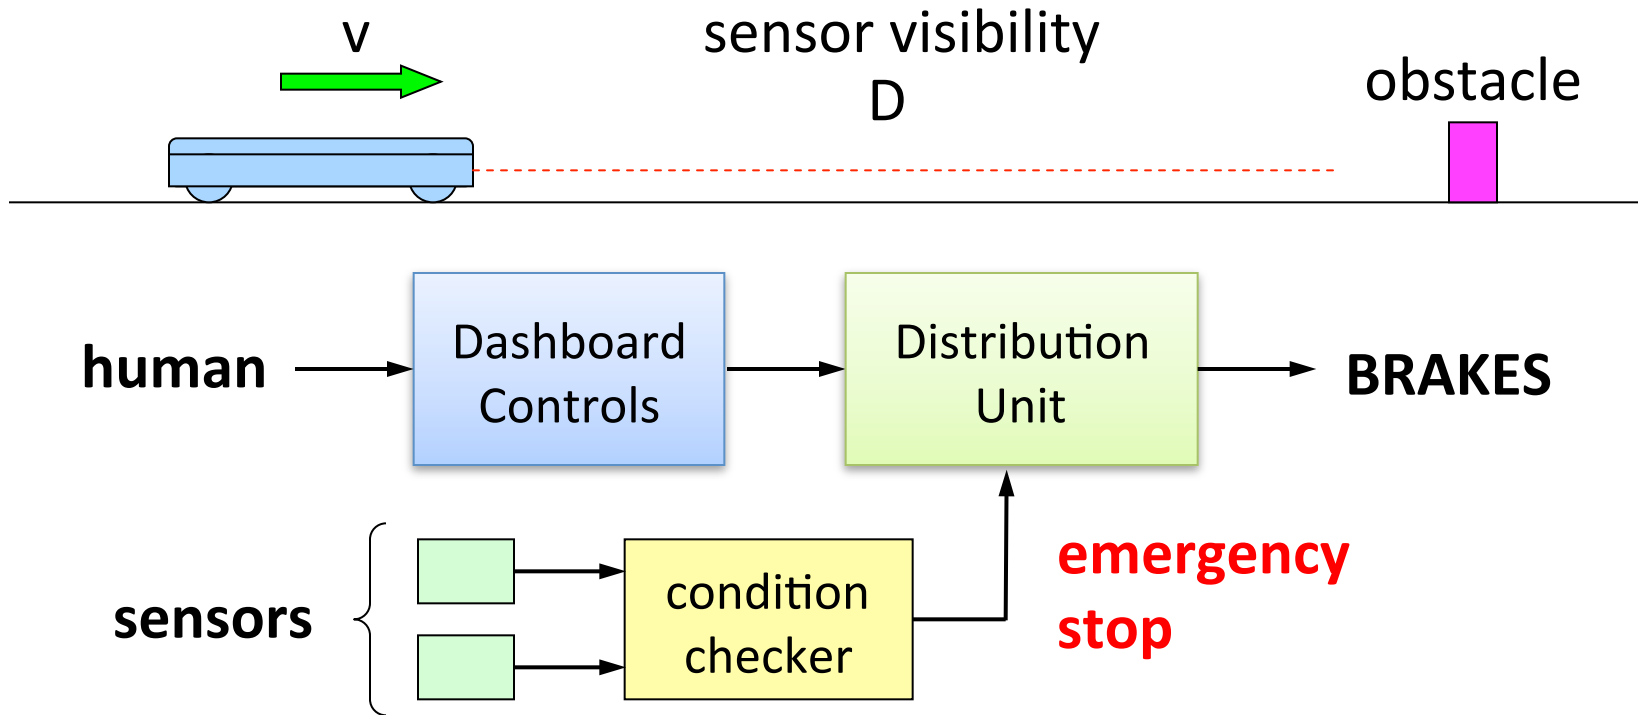 v
sensor visibility
D
obstacle
human
Dashboard
Controls
Distribution
Unit
BRAKES
sensors
condition
checker
emergency
stop